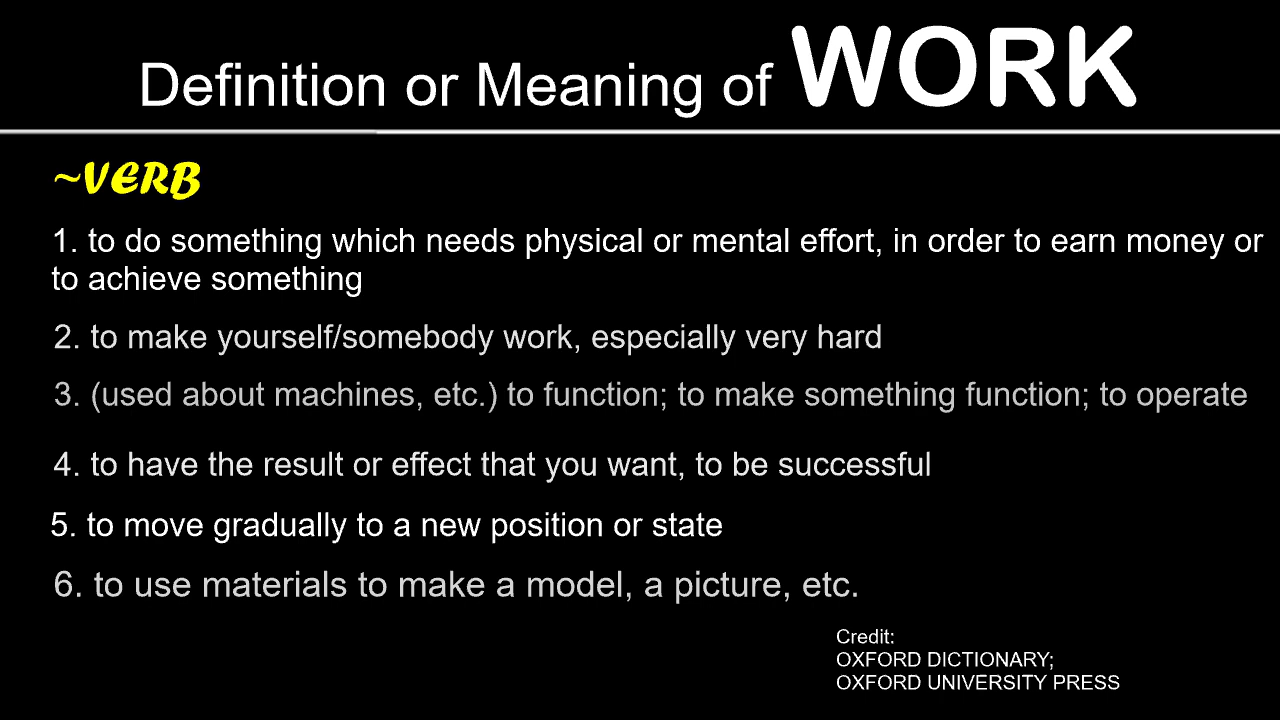 Definition or Meaning of WORK
~VERB
1. to do something which needs physical or mental effort, in order to earn money or
to achieve something
2. to make yourself/somebody work, especially very hard
3. (used about machines, etc.) to function; to make something function; to operate
4. to have the result or effect that you want, to be successful
5. to move gradually to a new position or state
6. to use materials to make a model, a picture, etc.
Credit:
OXFORD DICTIONARY;
OXFORD UNIVERSITY PRESS